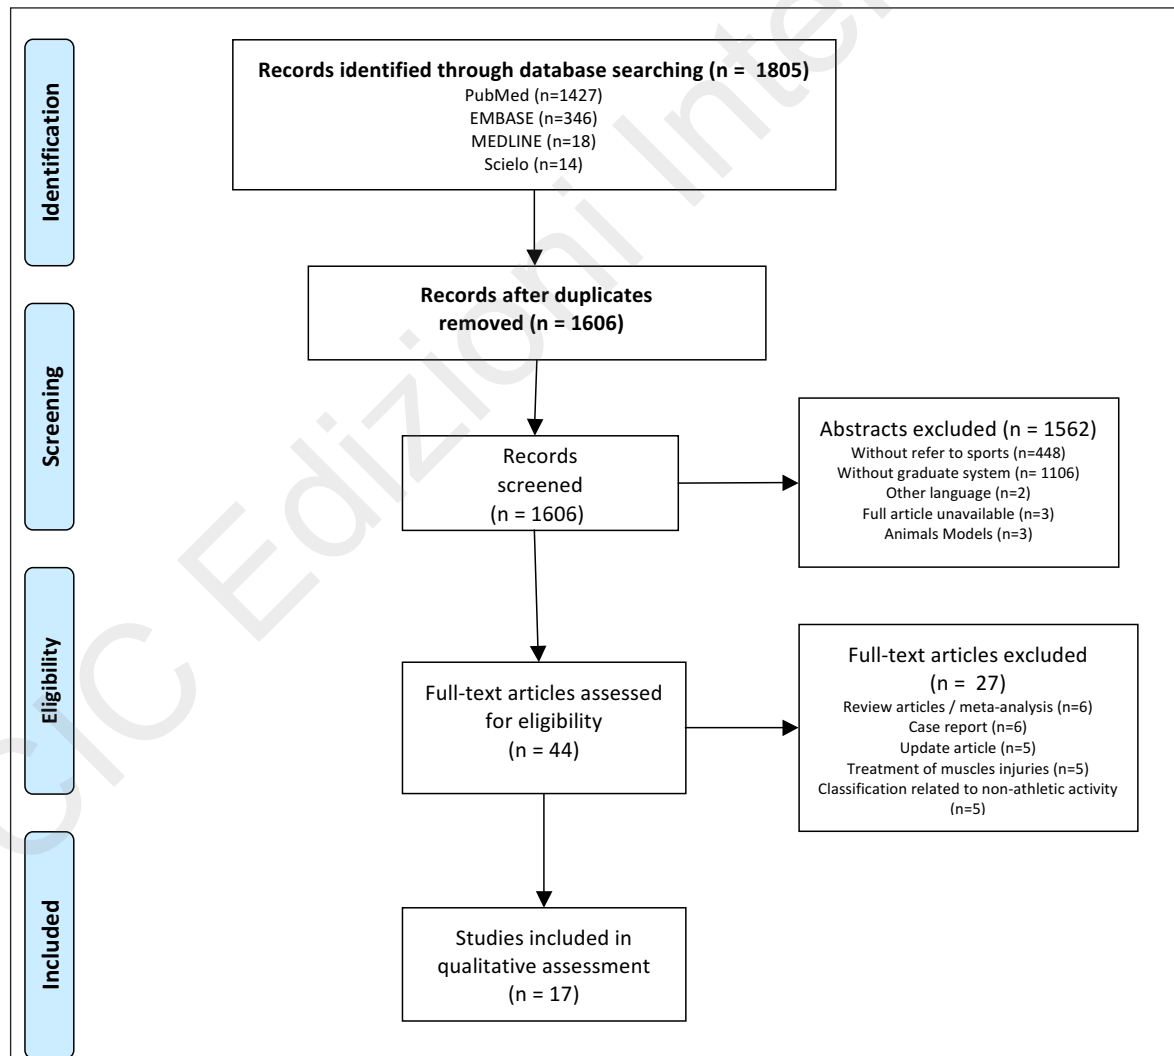 Identification
Records identified through database searching (n = 1805)
PubMed (n=1427)
EMBASE (n=346)
MEDLINE (n=18)
Scielo (n=14)
Records after duplicates
removed (n = 1606)
Screening
Records
screened
(n = 1606)
Abstracts excluded (n = 1562)
Without refer to sports (n=448)
Without graduate system (n= 1106)
Other language (n=2)
Full article unavailable (n=3)
Animals Models (n=3)
Eligibility
Full-text articles assessed
for eligibility
(n = 44)
Full-text articles excluded
(n = 27)
Review articles / meta-analysis (n=6)
Case report (n=6)
Update article (n=5)
Treatment of muscles injuries (n=5)
Classification related to non-athletic activity
(n=5)
Included
Studies included in
qualitative assessment
(n = 17)
CIC Edizioni